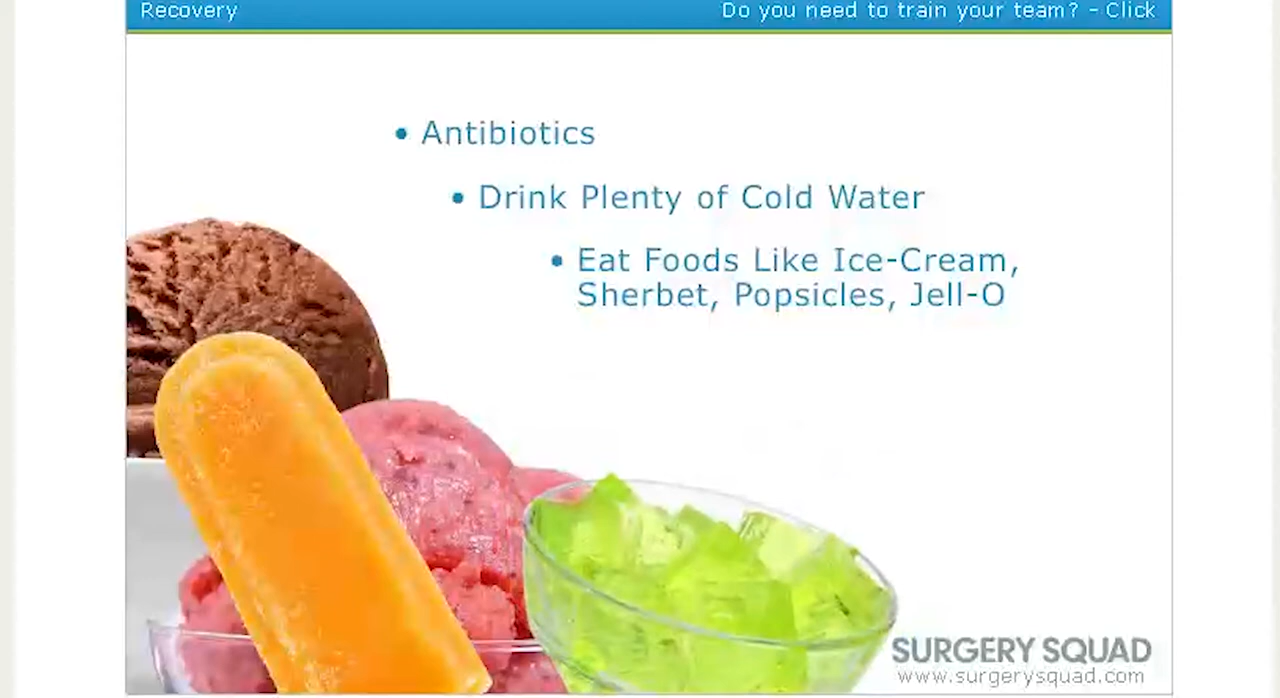 Recovery
Do you need to train your team? - Click
• Antibiotics
• Drink Plenty of Cold Water
• Eat Foods Like Ice-Cream,
Sherbet, Popsicles, Jell-O
SURGERY SQUAD
www.surgerysquad.com